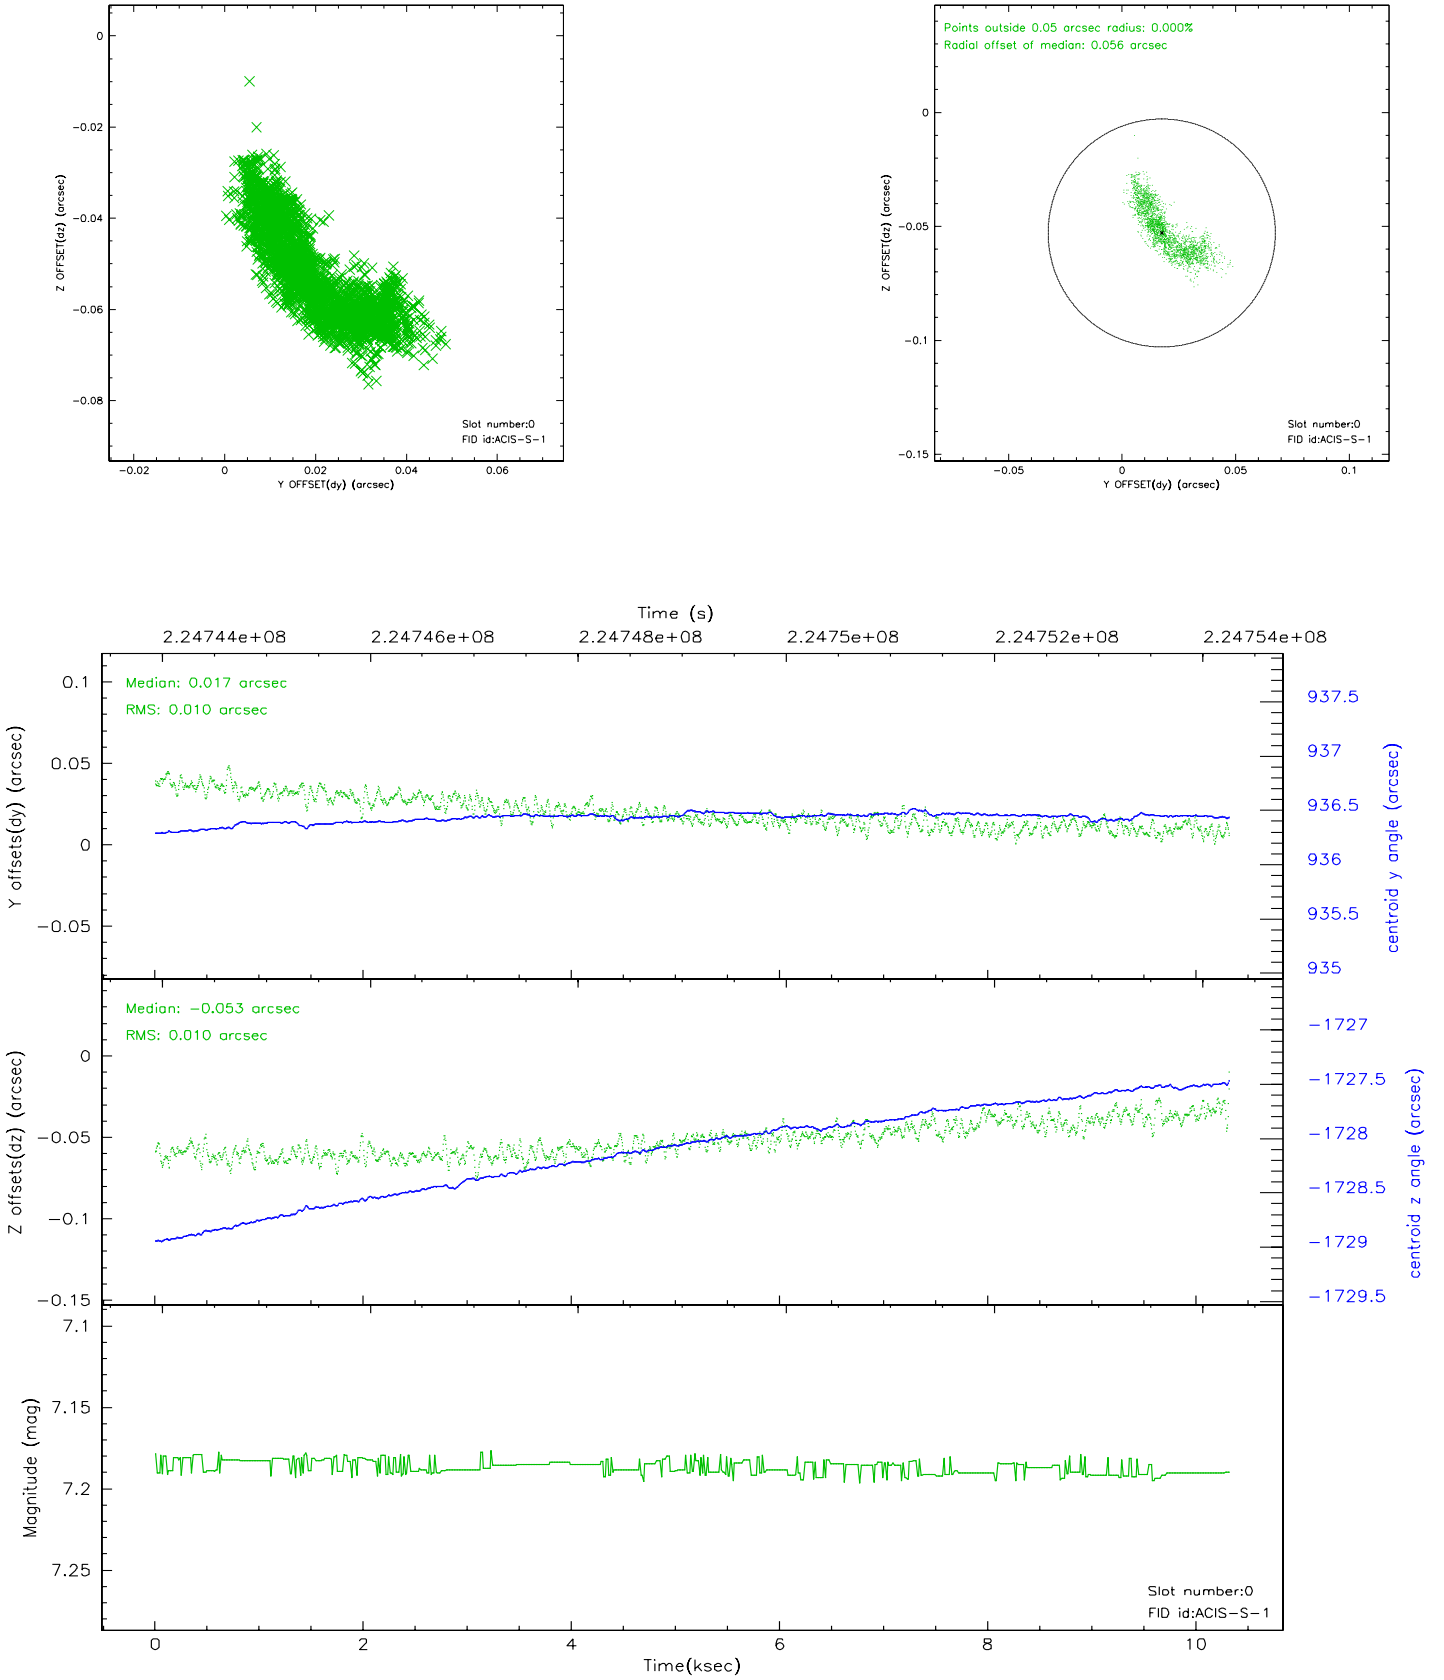 0
−0.02
−0.04
−0.06
−0.08
Z OFFSET(dz) (arcsec)
Slot number:0
FID id:ACIS−S−1
−0.02 0 0.02 0.04 0.06
Y OFFSET(dy) (arcsec)
Points outside 0.05 arcsec radius: 0.000%
Radial offset of median: 0.056 arcsec
0
−0.05
−0.1
−0.15
Z OFFSET(dz) (arcsec)
Slot number:0
FID id:ACIS−S−1
−0.05 0 0.05 0.1
Y OFFSET(dy) (arcsec)
Time (s)
2.24744e+08 2.24746e+08 2.24748e+08 2.2475e+08 2.24752e+08 2.24754e+08
Median: 0.017 arcsec
RMS: 0.010 arcsec
0.1
0.05
0
−0.05
Y offsets(dy) (arcsec)
937.5
937
936.5
936
935.5
935
centroid y angle (arcsec)
Median: −0.053 arcsec
RMS: 0.010 arcsec
0
−0.05
−0.1
−0.15
Z offsets(dz) (arcsec)
−1727
−1727.5
−1728
−1728.5
−1729
−1729.5
centroid z angle (arcsec)
7.1
7.15
7.2
7.25
Magnitude (mag)
Slot number:0
FID id:ACIS−S−1
0 2 4 6 8 10
Time(ksec)